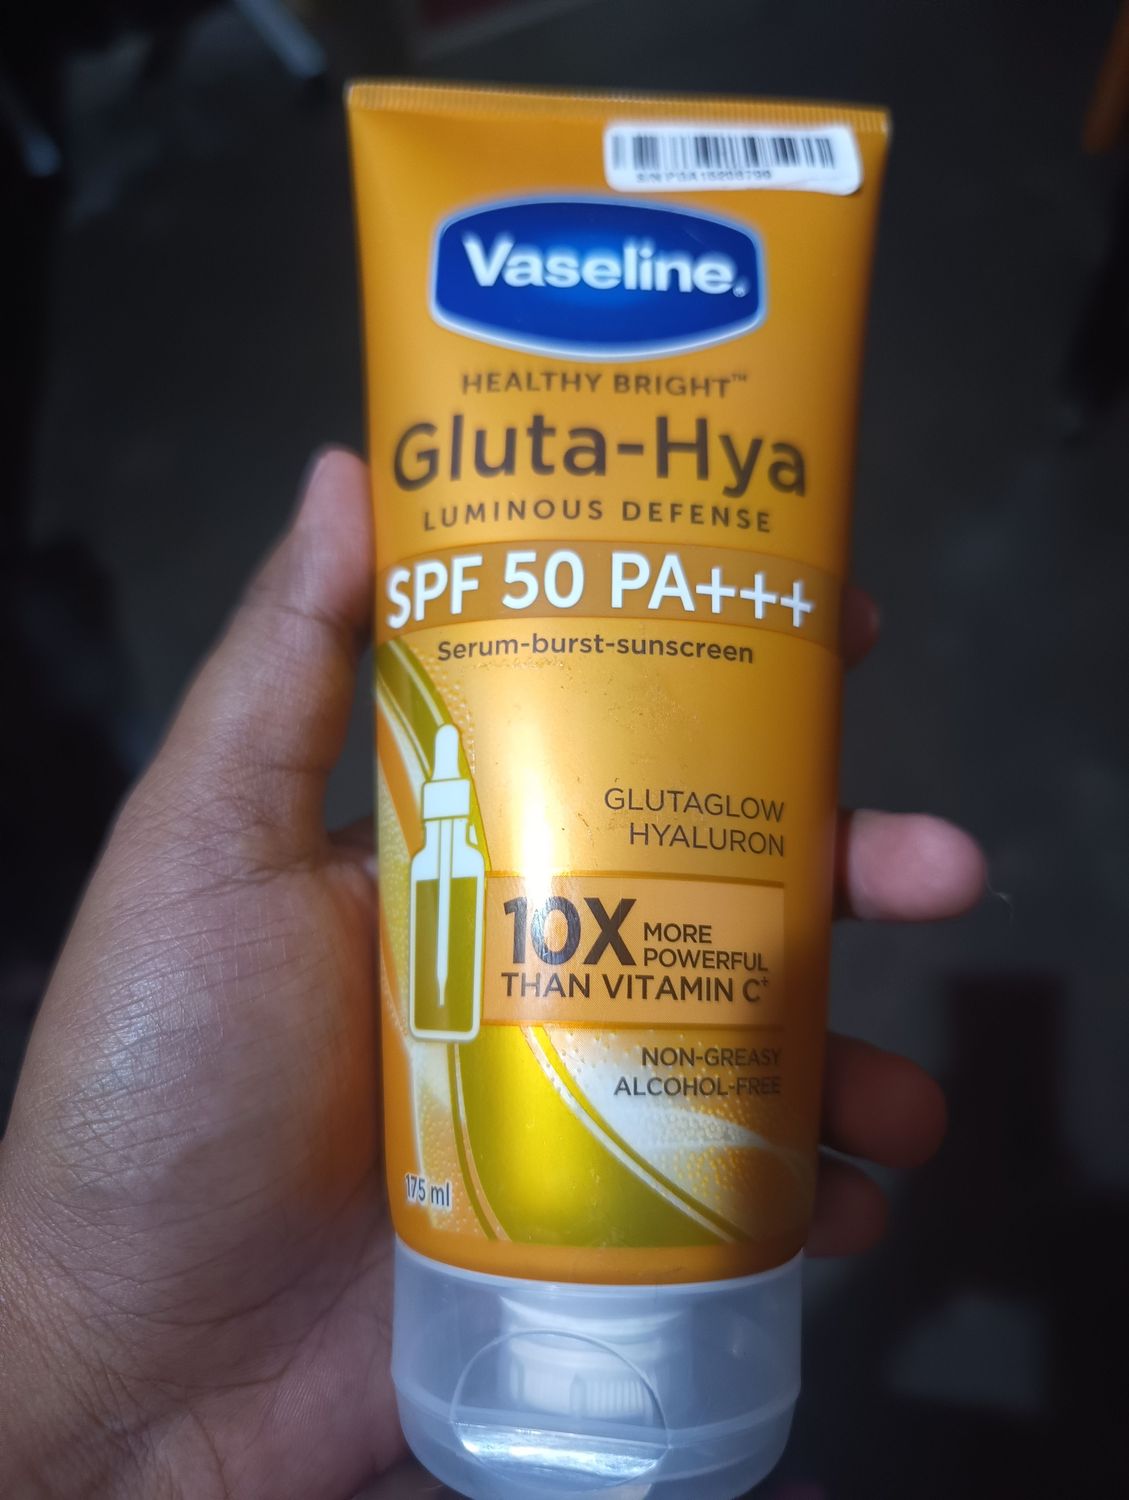 Vaseline®
HEALTHY BRIGHT™
Gluta-Hya
LUMINOUS DEFENSE
SPF 50 PA+++
Serum-burst-sunscreen
GLUTAGLOW
HYALURON
10X MORE
POWERFUL
THAN VITAMIN C⁺
NON-GREASY
ALCOHOL-FREE
175 ml